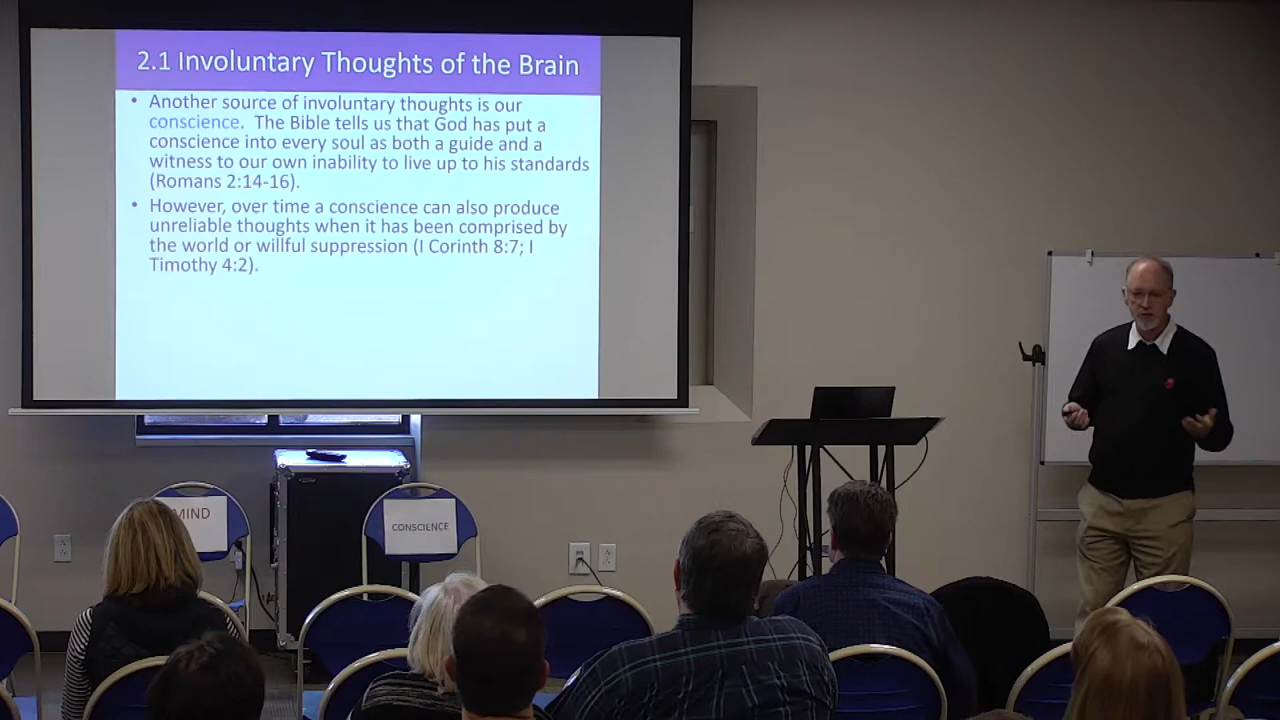 2.1 Involuntary Thoughts of the Brain
• Another source of involuntary thoughts is our
conscience. The Bible tells us that God has put a
conscience into every soul as both a guide and a
witness to our own inability to live up to his standards
(Romans 2:14-16).
• However, over time a conscience can also produce
unreliable thoughts when it has been comprised by
the world or willful suppression (I Corinth 8:7; I
Timothy 4:2).
MIND
CONSCIENCE